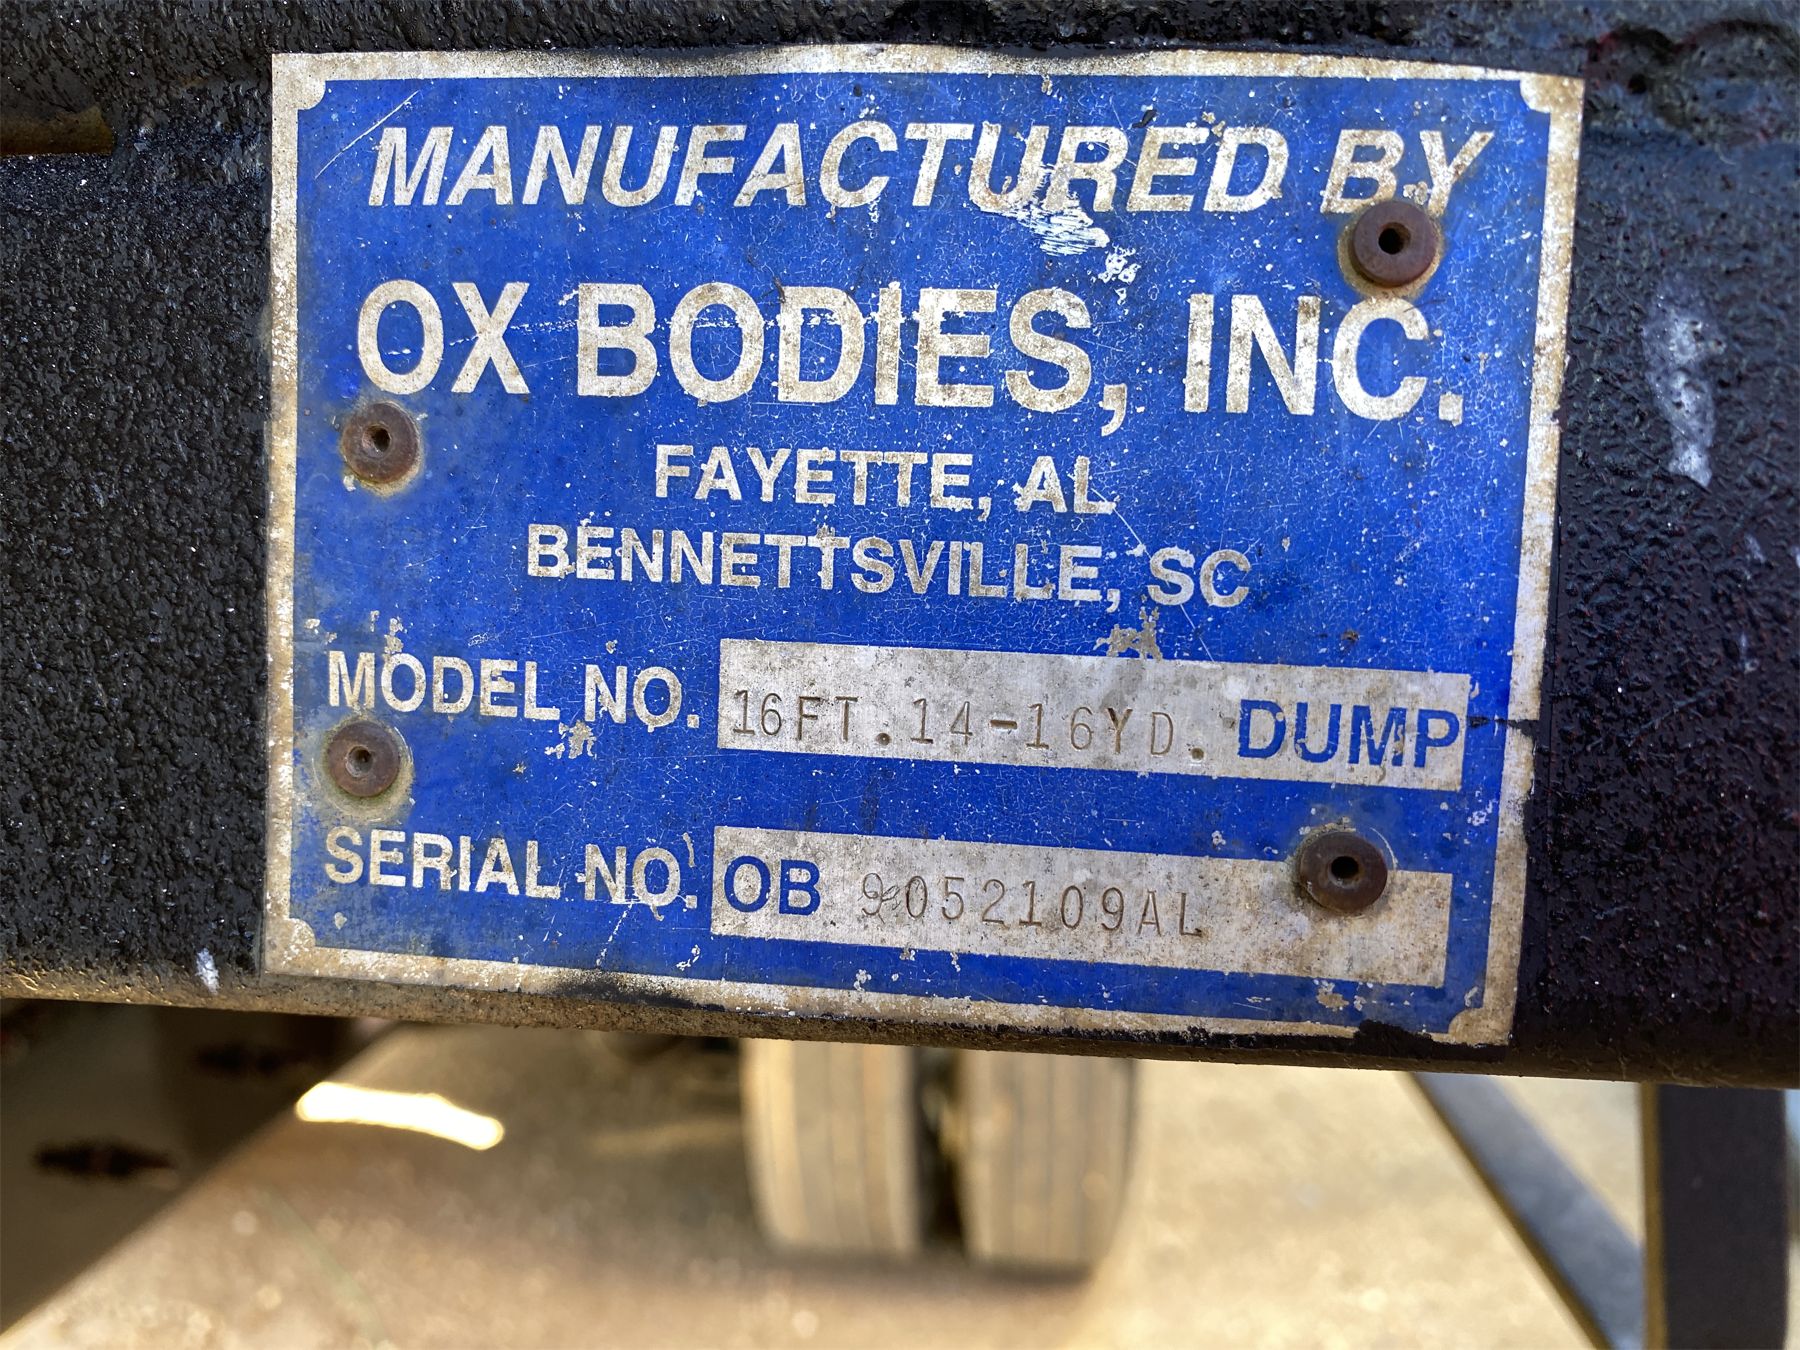 MANUFACTURED BY
OX BODIES, INC.
FAYETTE, AL
BENNETTSVILLE, SC
MODEL NO. 16FT.14-16YD. DUMP
SERIAL NO. OB 9052109AL